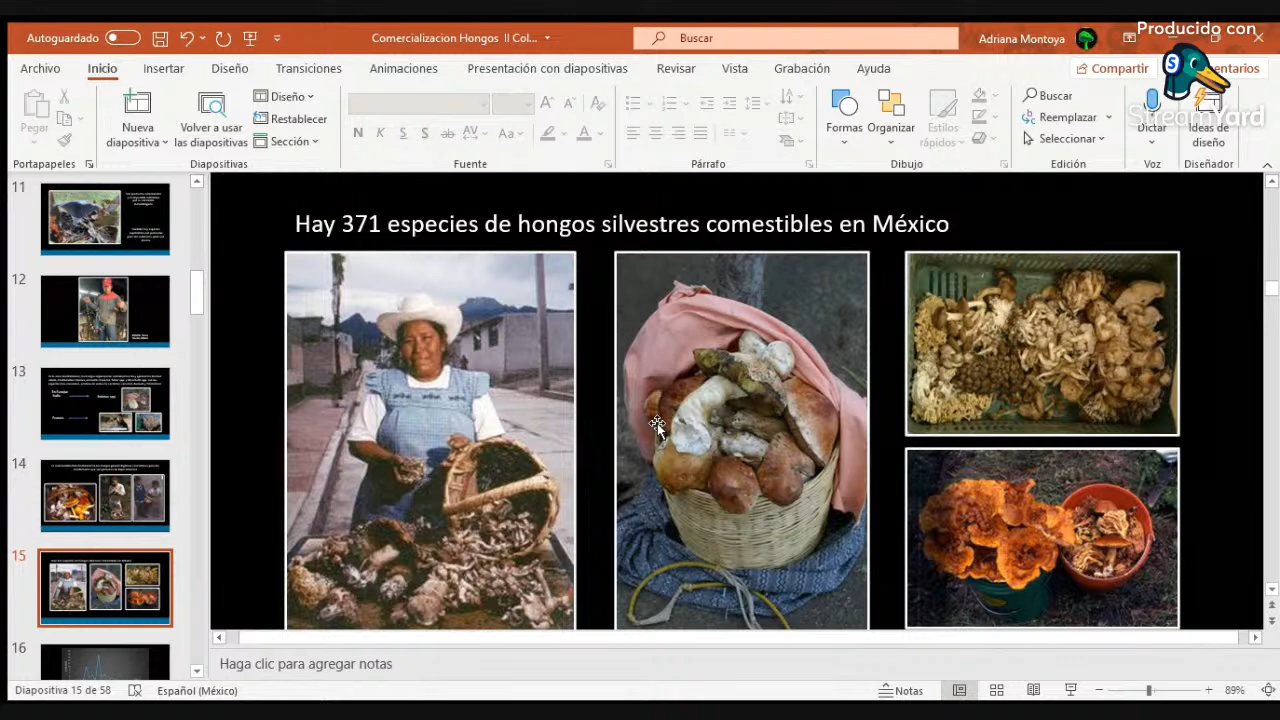 Producido con
StreamYard
Autoguardado
Comercializacion Hongos II Col...
Buscar
Adriana Montoya
Archivo
Inicio
Insertar
Diseño
Transiciones
Animaciones
Presentación con diapositivas
Revisar
Vista
Grabación
Ayuda
Compartir
entarios
Pegar
Portapapeles
Nueva
diapositiva
Volver a usar
las diapositivas
Diseño
Restablecer
Sección
Diapositivas
N K S S ab AV Aa A
A A A
Fuente
Párrafo
Formas
Organizar
Estilos
rápidos
Dibujo
Buscar
Reemplazar
Seleccionar
Edición
Dictar
Voz
Ideas de
diseño
Diseñador
11
12
13
14
15
16
Hay 371 especies de hongos silvestres comestibles en México
Haga clic para agregar notas
Diapositiva 15 de 58
Español (México)
Notas
89%